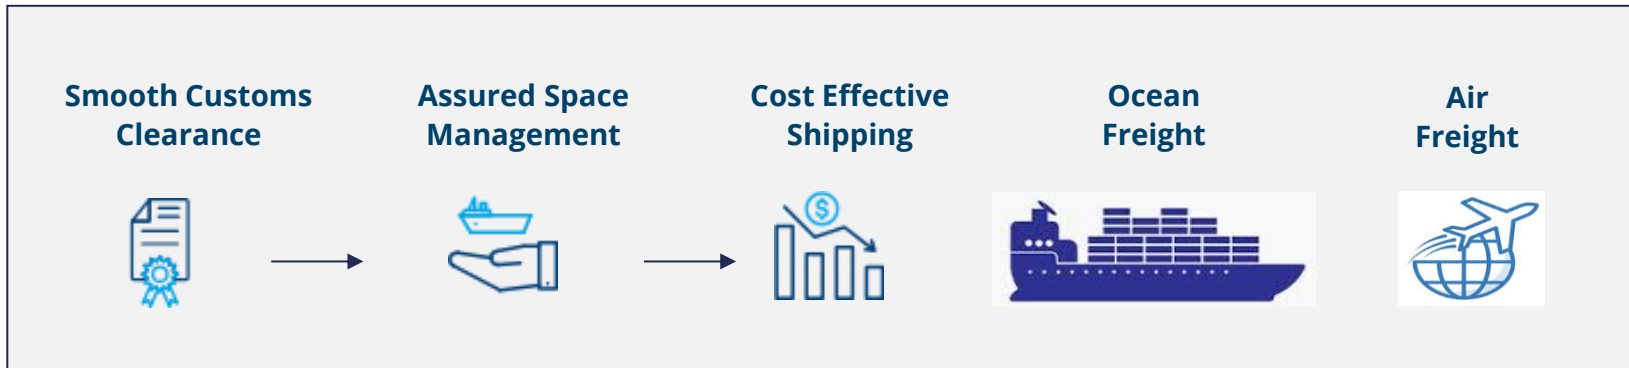 Smooth Customs
Clearance
Assured Space
Management
Cost Effective
Shipping
Ocean
Freight
Air
Freight
$